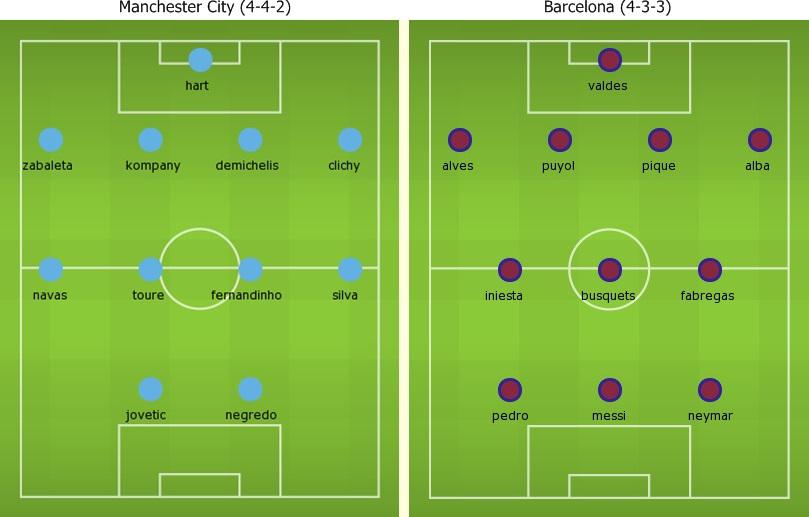 Manchester City (4-4-2)
hart
zabaleta kompany demichelis clichy
navas toure fernandinho silva
jovetic negredo
Barcelona (4-3-3)
valdes
alves puyol pique alba
iniesta busquets fabregas
pedro messi neymar